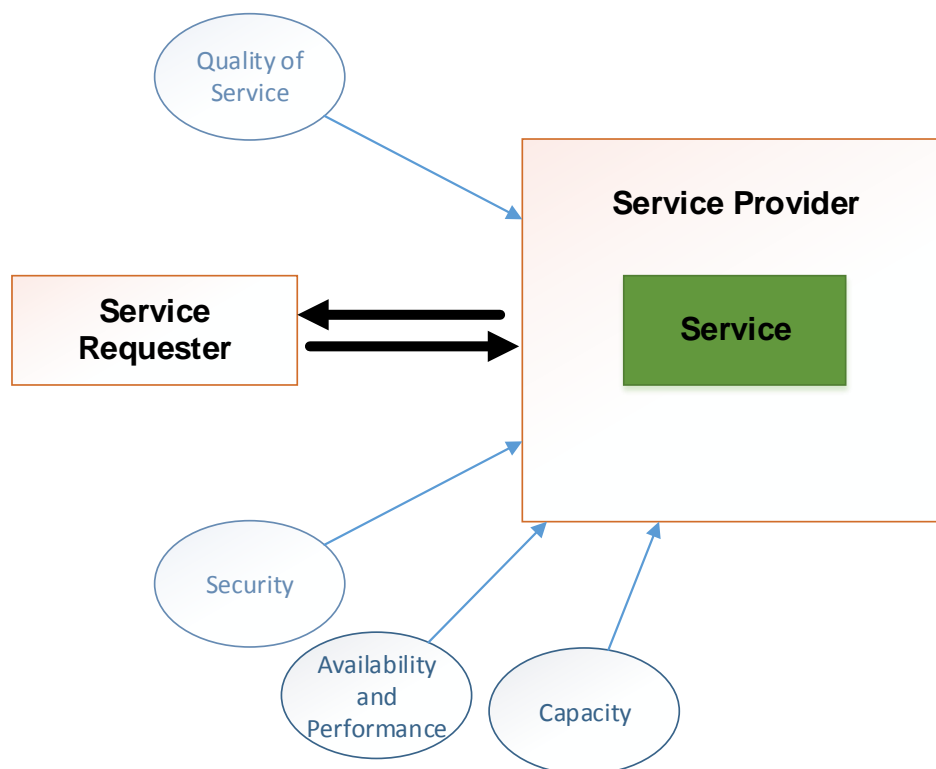 Quality of
Service
Service Provider
Service
Requester
Service
Security
Availability
and
Performance
Capacity